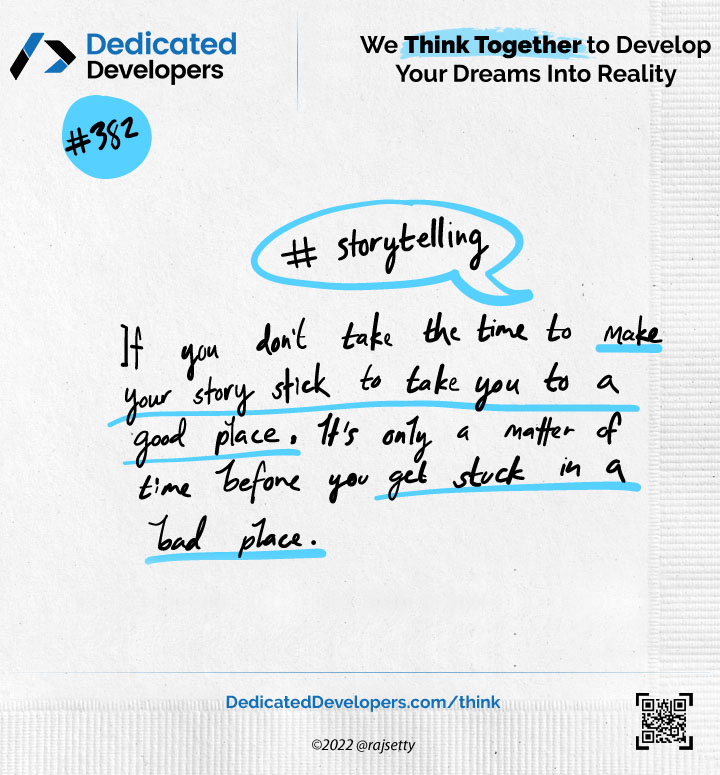 Dedicated
Developers
We Think Together to Develop
Your Dreams Into Reality
#382
# storytelling
If you don't take the time to make
your story stick to take you to a
good place. It's only a matter of
time before you get stuck in a
bad place.
DedicatedDevelopers.com/think
©2022 @rajsetty